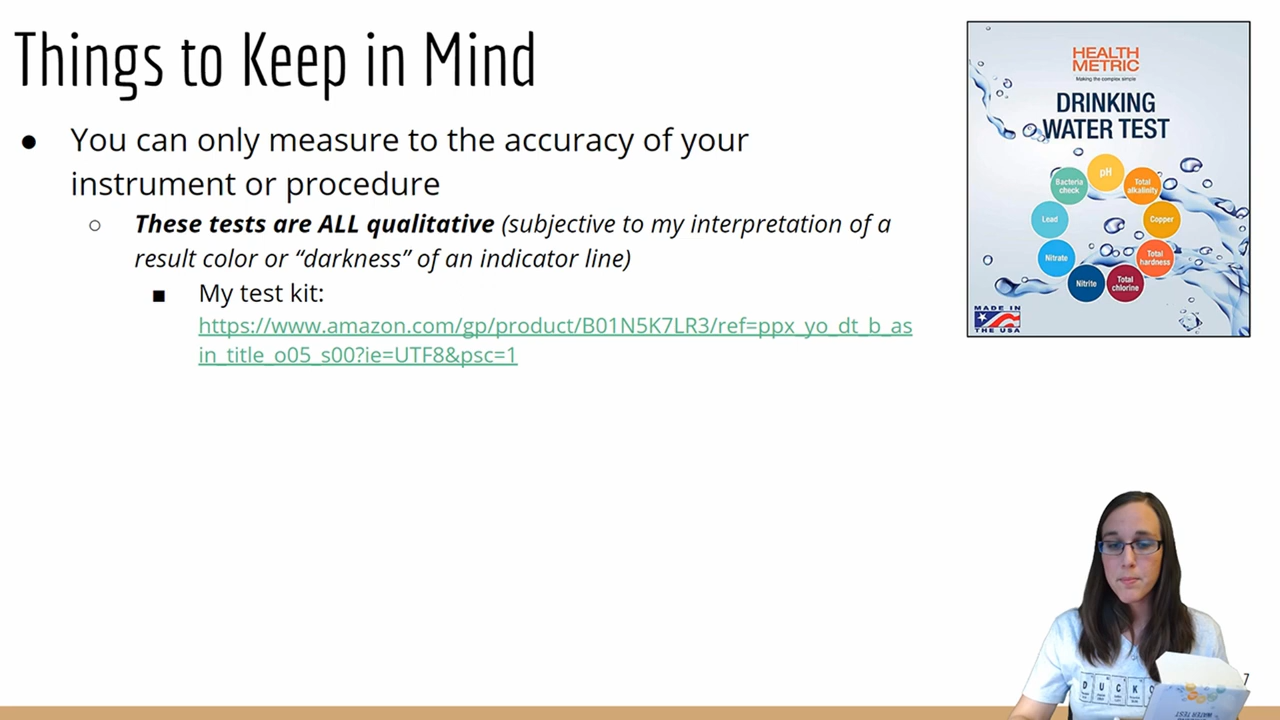 Things to Keep in Mind
● You can only measure to the accuracy of your
instrument or procedure
○ These tests are ALL qualitative (subjective to my interpretation of a
result color or “darkness” of an indicator line)
■ My test kit:
https://www.amazon.com/gp/product/B01N5K7LR3/ref=ppx_yo_dt_b_as
in_title_o05_s00?ie=UTF8&psc=1
HEALTH
METRIC
Making the complex simple
DRINKING
WATER TEST
pH
Bacteria
check
Total
alkalinity
Lead
Copper
Nitrate
Total
hardness
Nitrite
Total
chlorine
MADE IN
THE USA
D U C K
WATER TEST
7